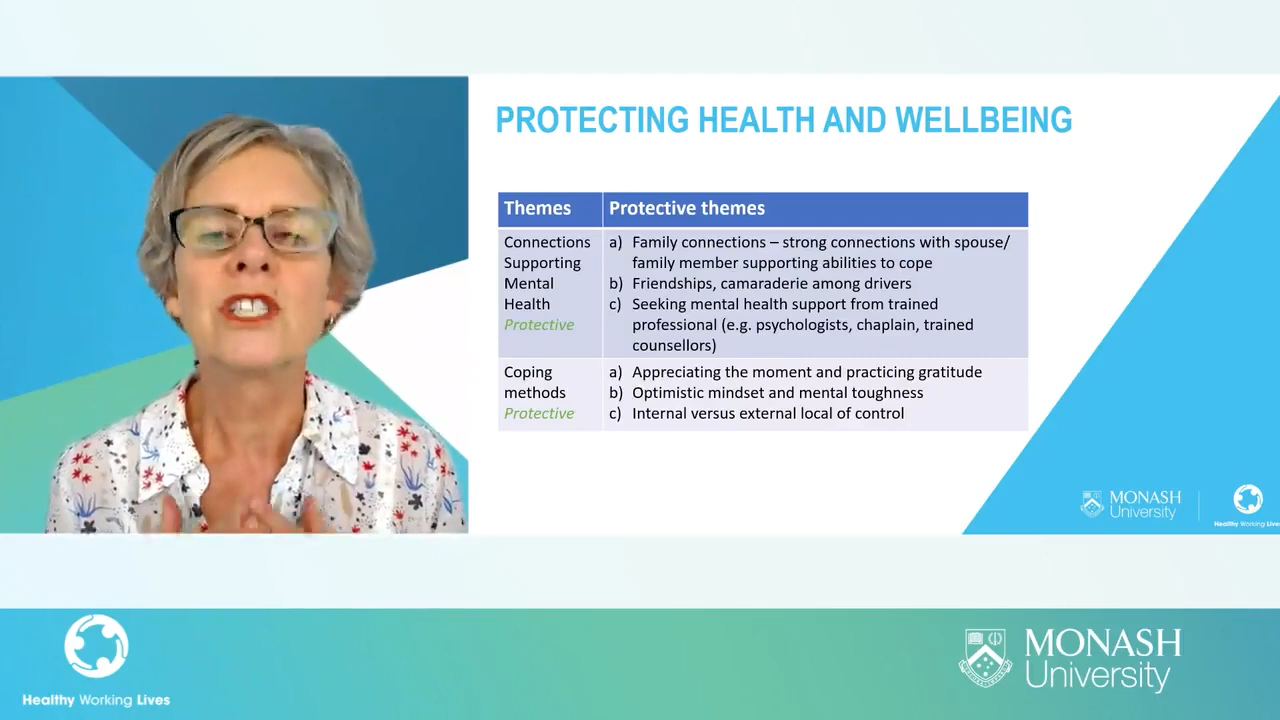 PROTECTING HEALTH AND WELLBEING
Themes
Protective themes
Connections
Supporting
Mental
Health
Protective
a) Family connections – strong connections with spouse/
family member supporting abilities to cope
b) Friendships, camaraderie among drivers
c) Seeking mental health support from trained
professional (e.g. psychologists, chaplain, trained
counsellors)
Coping
methods
Protective
a) Appreciating the moment and practicing gratitude
b) Optimistic mindset and mental toughness
c) Internal versus external local of control
MONASH
University
Healthy Working Lives
Healthy Working Lives
MONASH
University